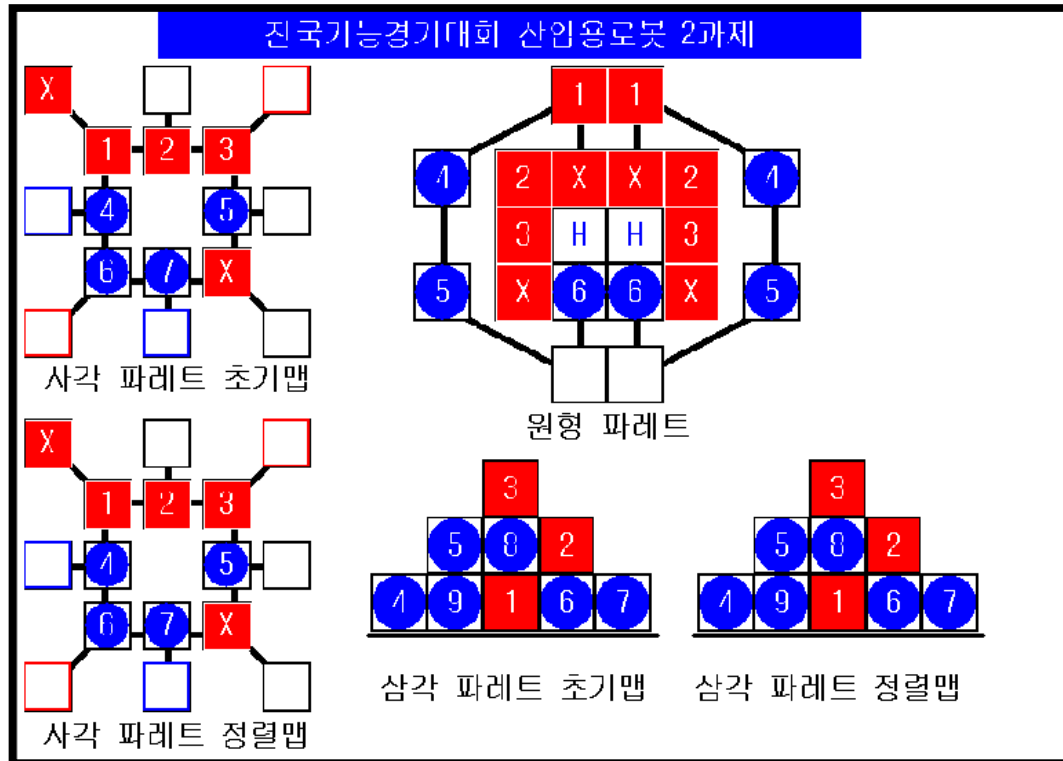 전국기능경기대회 산업용로봇 2과제
X
1 2 3
4 5
6 7 X
사각 파레트 초기맵
1 1
4 2 X X 2 4
3 H H 3
5 X 6 6 X 5
원형 파레트
X
1 2 3
4 5
6 7 X
사각 파레트 정렬맵
3
5 8 2
4 9 1 6 7
삼각 파레트 초기맵
3
5 8 2
4 9 1 6 7
삼각 파레트 정렬맵